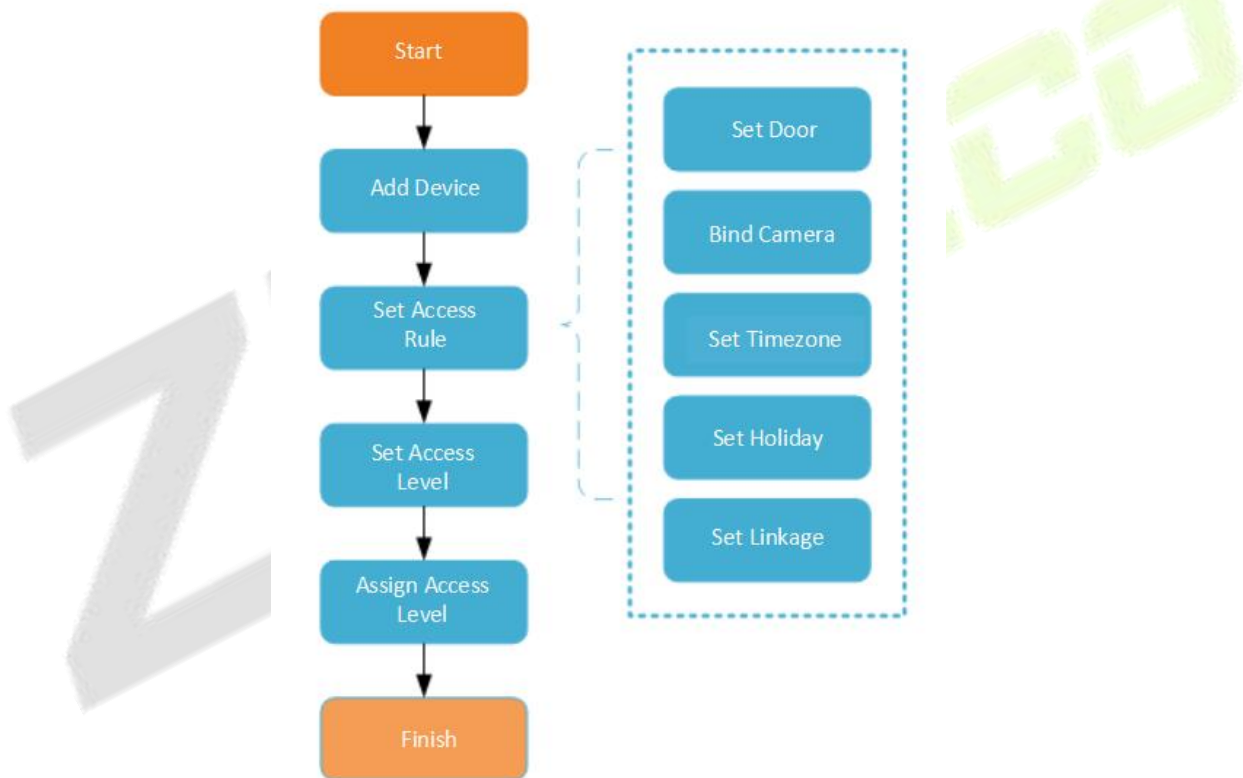 Start
Add Device
Set Access
Rule
Set Access
Level
Assign Access
Level
Finish
Set Door
Bind Camera
Set Timezone
Set Holiday
Set Linkage